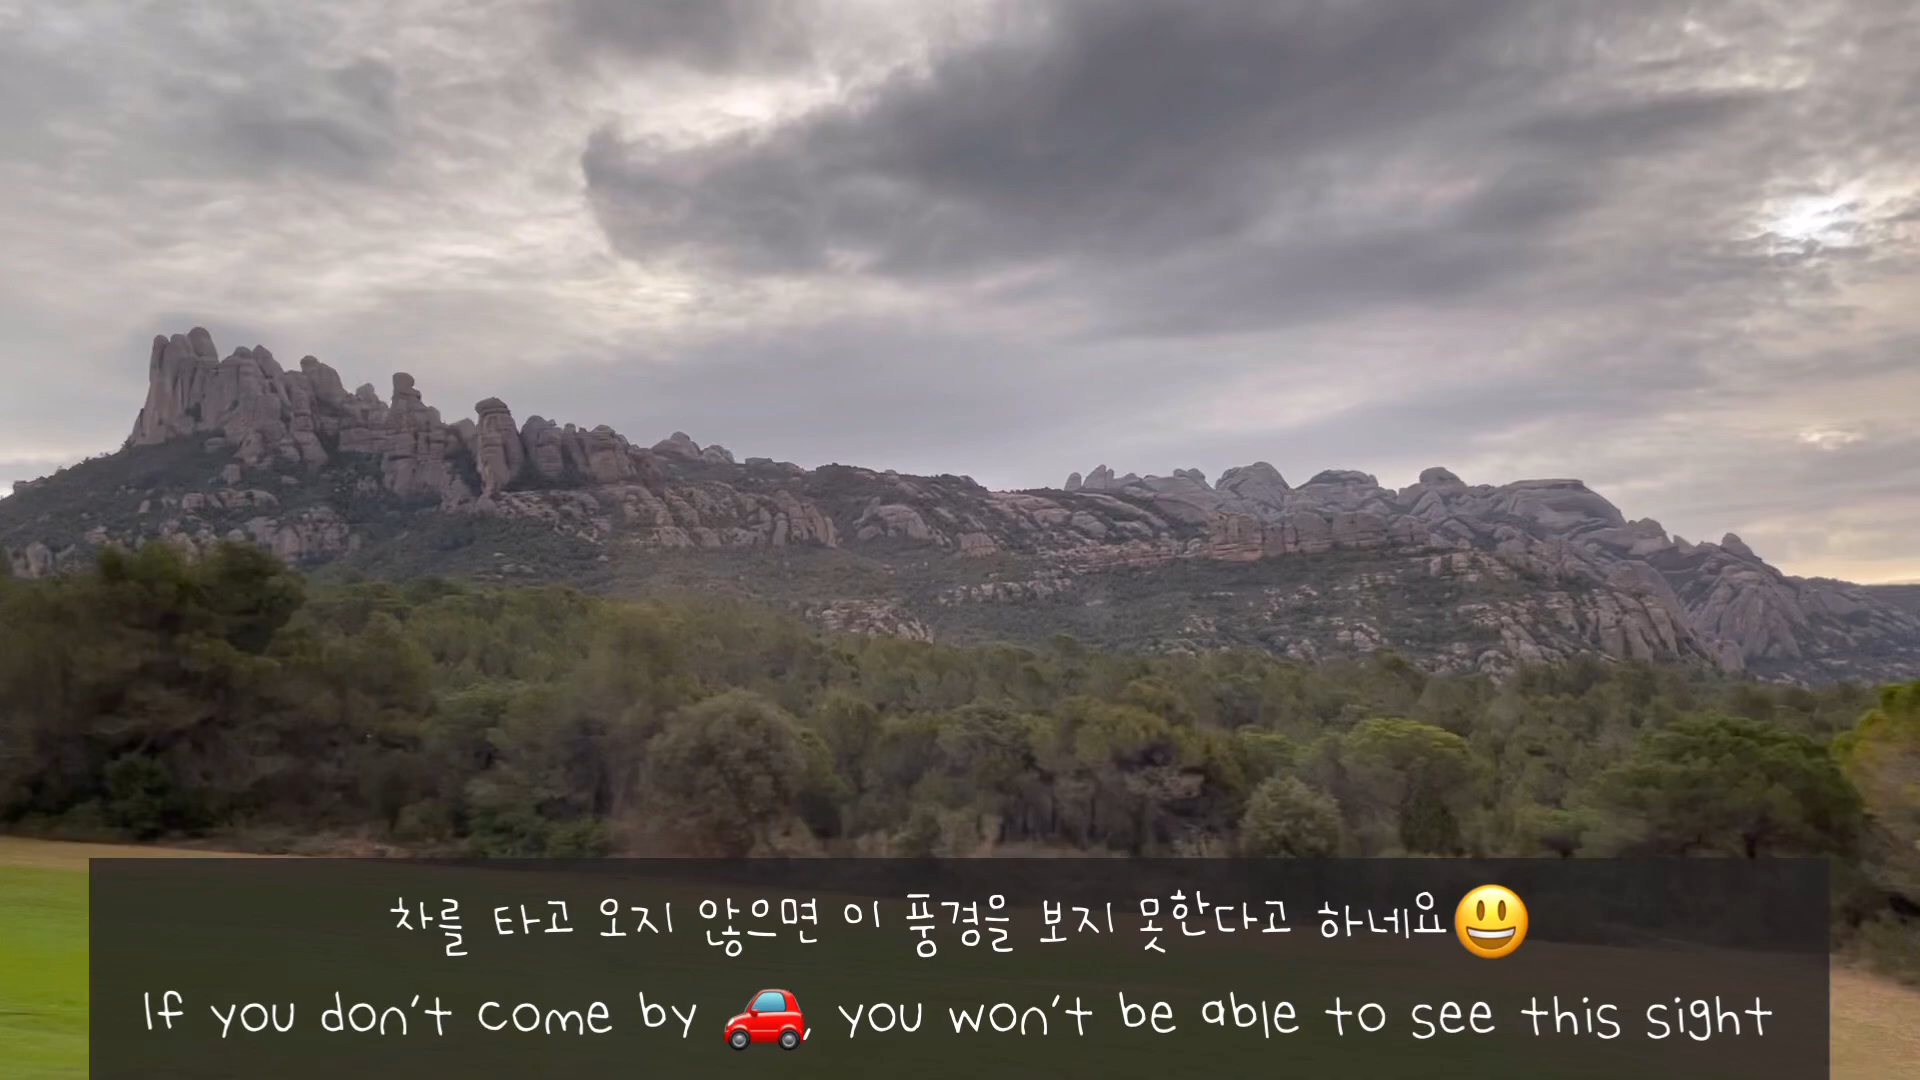 차를 타고 오지 않으면 이 풍경을 보지 못한다고 하네요😃
If you don't come by 🚗, you won't be able to see this sight